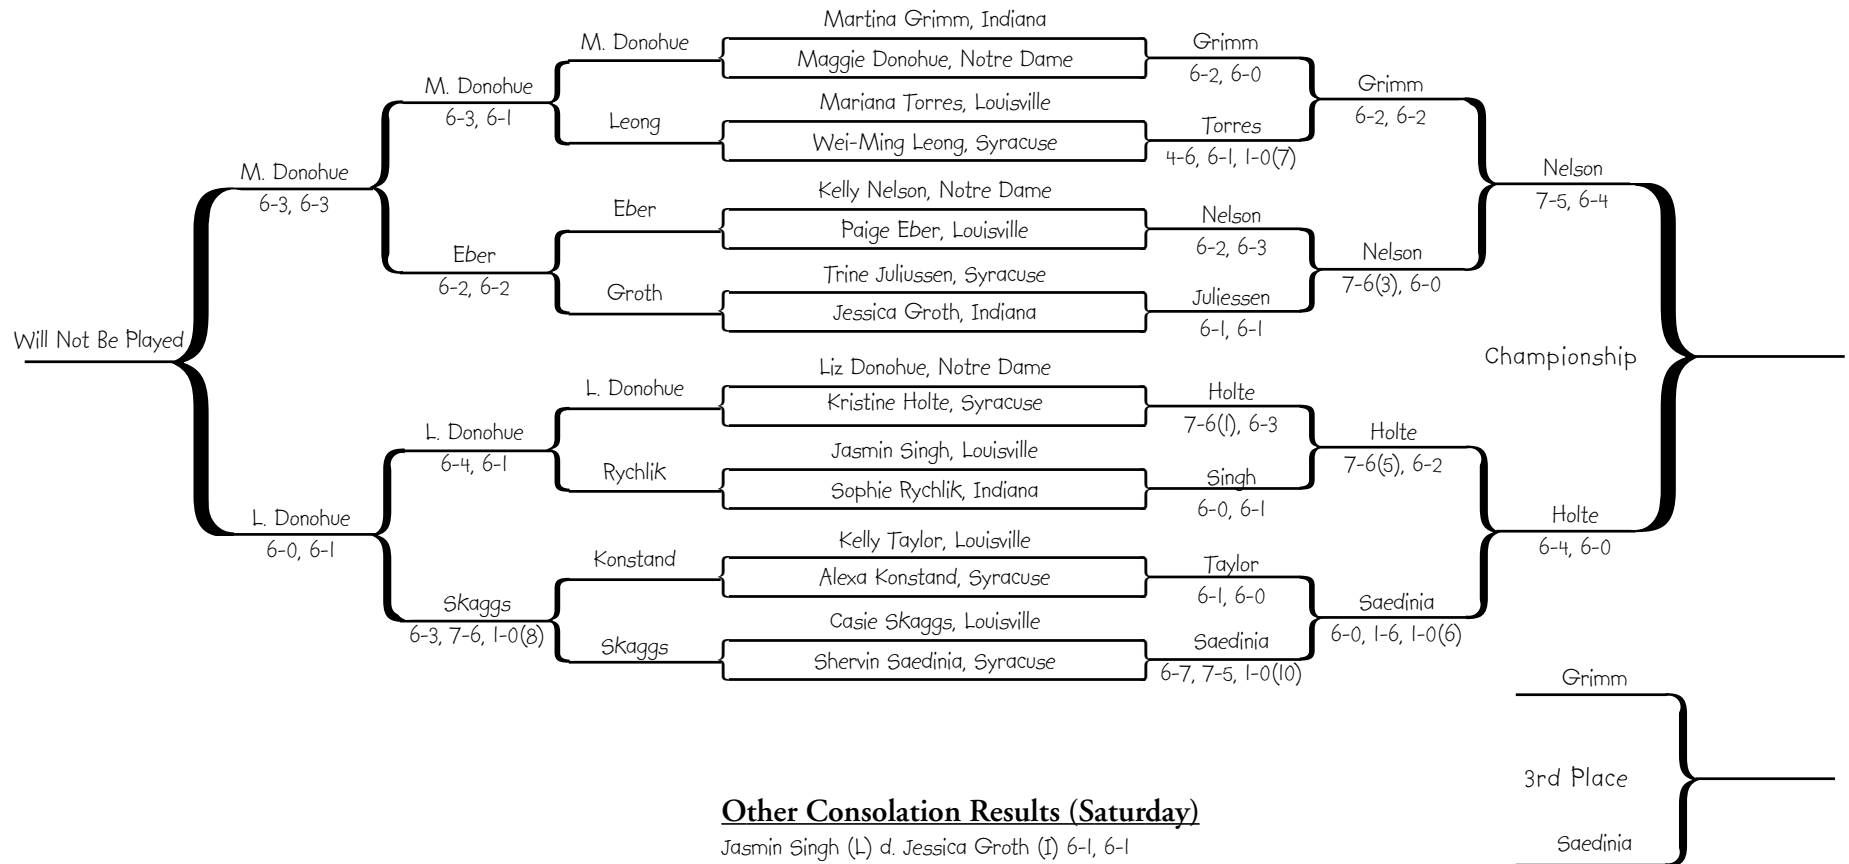 Martina Grimm, Indiana
M. Donohue
Grimm
Maggie Donohue, Notre Dame
6-2, 6-0
M. Donohue
Grimm
6-3, 6-1
Mariana Torres, Louisville
6-2, 6-2
Leong
Torres
Wei-Ming Leong, Syracuse
4-6, 6-1, 1-0(7)
M. Donohue
Nelson
6-3, 6-3
Kelly Nelson, Notre Dame
7-5, 6-4
Eber
Nelson
Paige Eber, Louisville
6-2, 6-3
Eber
Nelson
6-2, 6-2
Trine Juliussen, Syracuse
7-6(3), 6-0
Groth
Juliessen
Jessica Groth, Indiana
6-1, 6-1
Will Not Be Played
Championship
Liz Donohue, Notre Dame
L. Donohue
Holte
Kristine Holte, Syracuse
7-6(1), 6-3
L. Donohue
Holte
6-4, 6-1
Jasmin Singh, Louisville
7-6(5), 6-2
Rychlik
Singh
Sophie Rychlik, Indiana
6-0, 6-1
L. Donohue
Holte
6-0, 6-1
Kelly Taylor, Louisville
6-4, 6-0
Konstand
Taylor
Alexa Konstand, Syracuse
6-1, 6-0
Skaggs
Saedinia
6-3, 7-6, 1-0(8)
Casie Skaggs, Louisville
6-0, 1-6, 1-0(6)
Skaggs
Saedinia
Shervin Saedinia, Syracuse
6-7, 7-5, 1-0(10)
Grimm
3rd Place
Saedinia
Other Consolation Results (Saturday)
Jasmin Singh (L) d. Jessica Groth (I) 6-1, 6-1